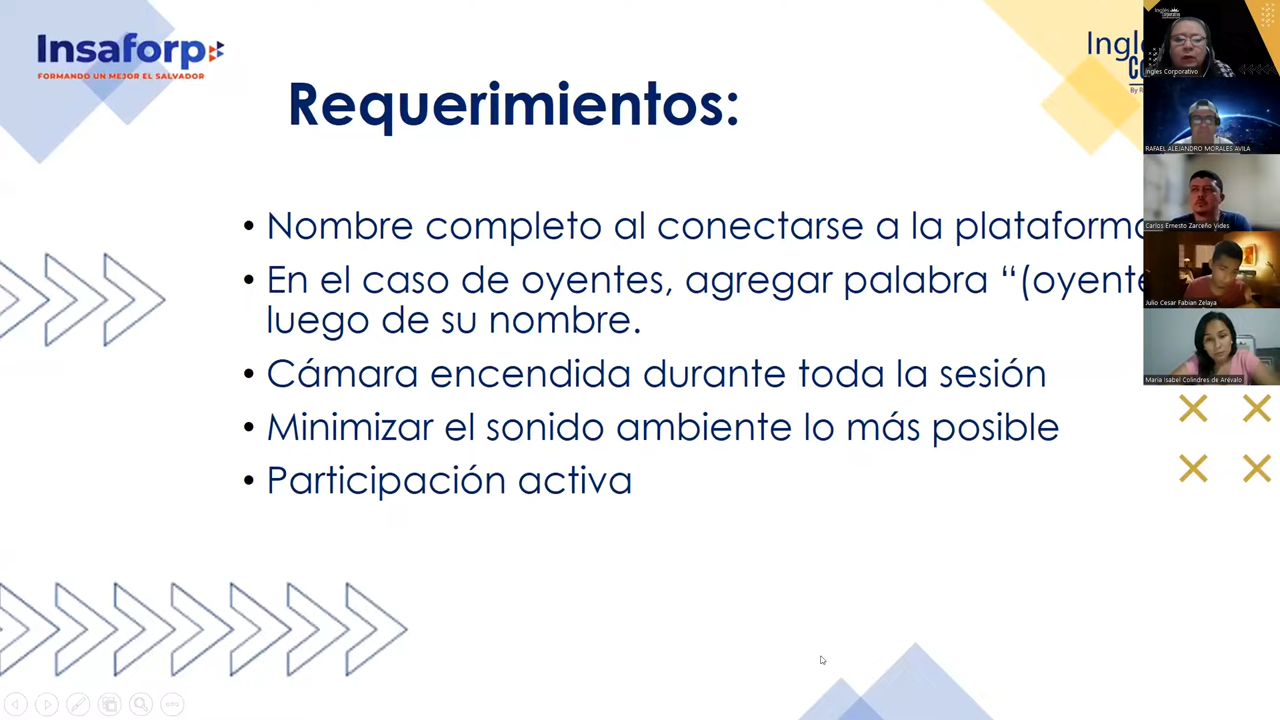 Insaforp
FORMANDO UN MEJOR EL SALVADOR
Requerimientos:
• Nombre completo al conectarse a la plataforma
• En el caso de oyentes, agregar palabra “(oyente
luego de su nombre.
• Cámara encendida durante toda la sesión
• Minimizar el sonido ambiente lo más posible
• Participación activa
Ingles Corporativo
RAFAEL ALEJANDRO MORALES AVILA
Carlos Ernesto Zarceño Vides
Julio Cesar Fabian Zelaya
Maria Isabel Colindres de Arévalo